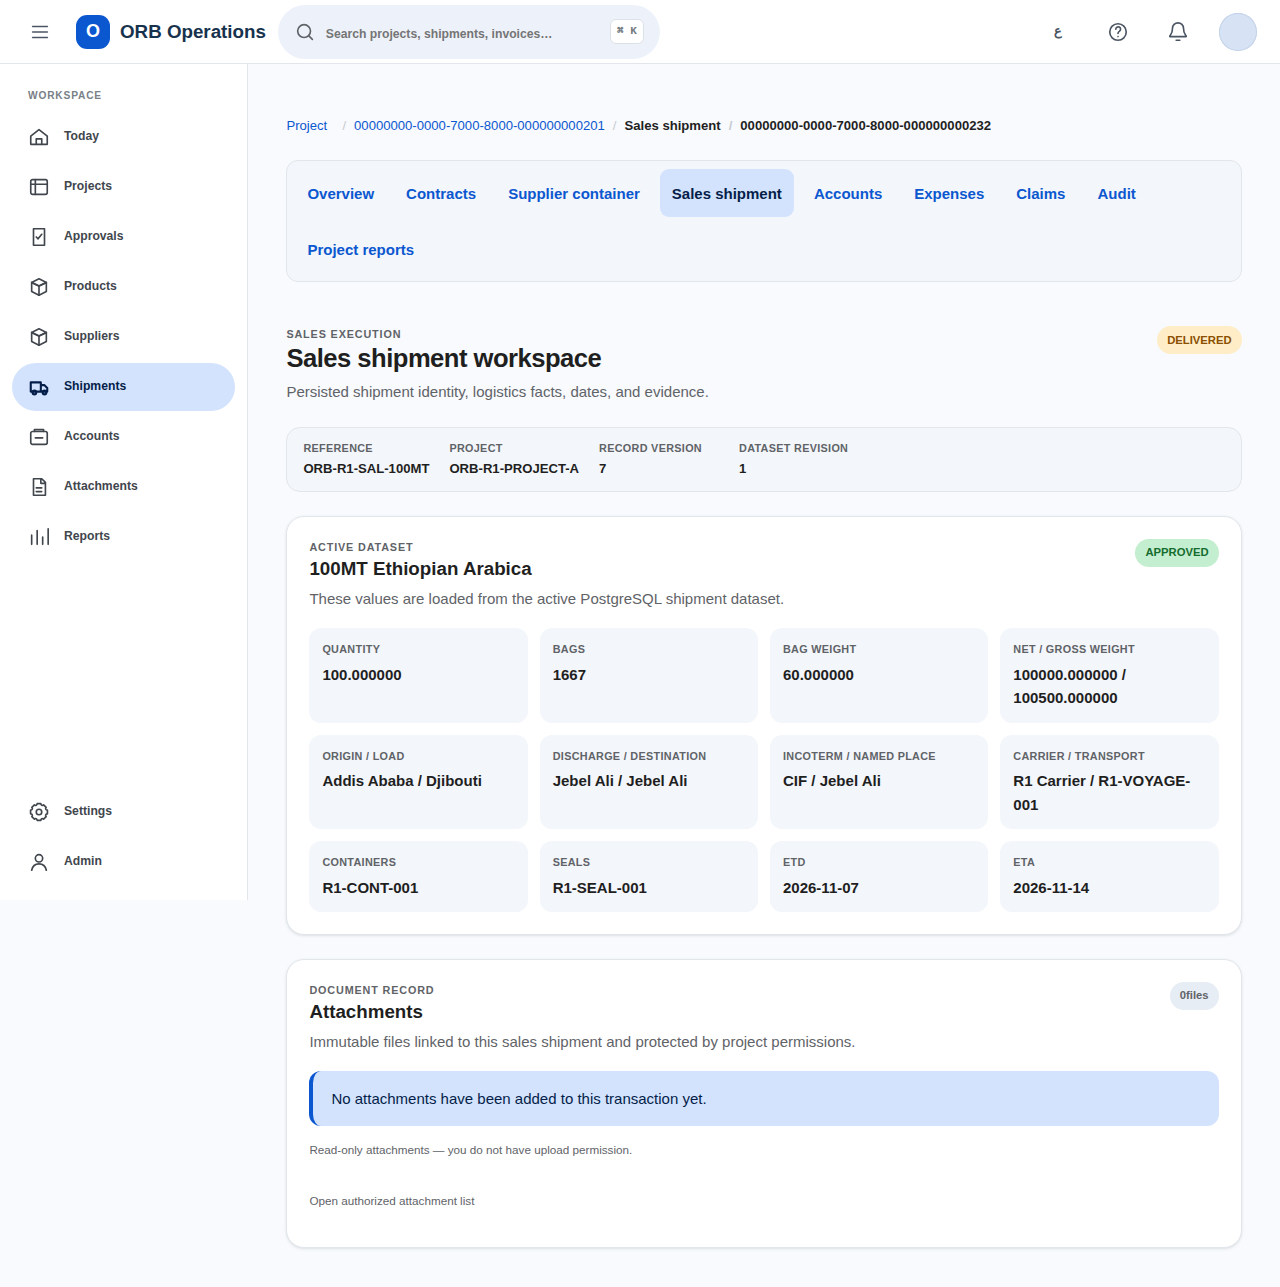 O ORB Operations
Search projects, shipments, invoices…
⌘ K
ع
WORKSPACE
Today
Projects
Approvals
Products
Suppliers
Shipments
Accounts
Attachments
Reports
Settings
Admin
Project / 00000000-0000-7000-8000-000000000201 / Sales shipment / 00000000-0000-7000-8000-000000000232
Overview Contracts Supplier container Sales shipment Accounts Expenses Claims Audit
Project reports
SALES EXECUTION
Sales shipment workspace
DELIVERED
Persisted shipment identity, logistics facts, dates, and evidence.
REFERENCE PROJECT RECORD VERSION DATASET REVISION
ORB-R1-SAL-100MT ORB-R1-PROJECT-A 7 1
ACTIVE DATASET
100MT Ethiopian Arabica
APPROVED
These values are loaded from the active PostgreSQL shipment dataset.
QUANTITY BAGS BAG WEIGHT NET / GROSS WEIGHT
100.000000 1667 60.000000 100000.000000 /
100500.000000
ORIGIN / LOAD DISCHARGE / DESTINATION INCOTERM / NAMED PLACE CARRIER / TRANSPORT
Addis Ababa / Djibouti Jebel Ali / Jebel Ali CIF / Jebel Ali R1 Carrier / R1-VOYAGE-
001
CONTAINERS SEALS ETD ETA
R1-CONT-001 R1-SEAL-001 2026-11-07 2026-11-14
DOCUMENT RECORD
Attachments
0files
Immutable files linked to this sales shipment and protected by project permissions.
No attachments have been added to this transaction yet.
Read-only attachments — you do not have upload permission.
Open authorized attachment list